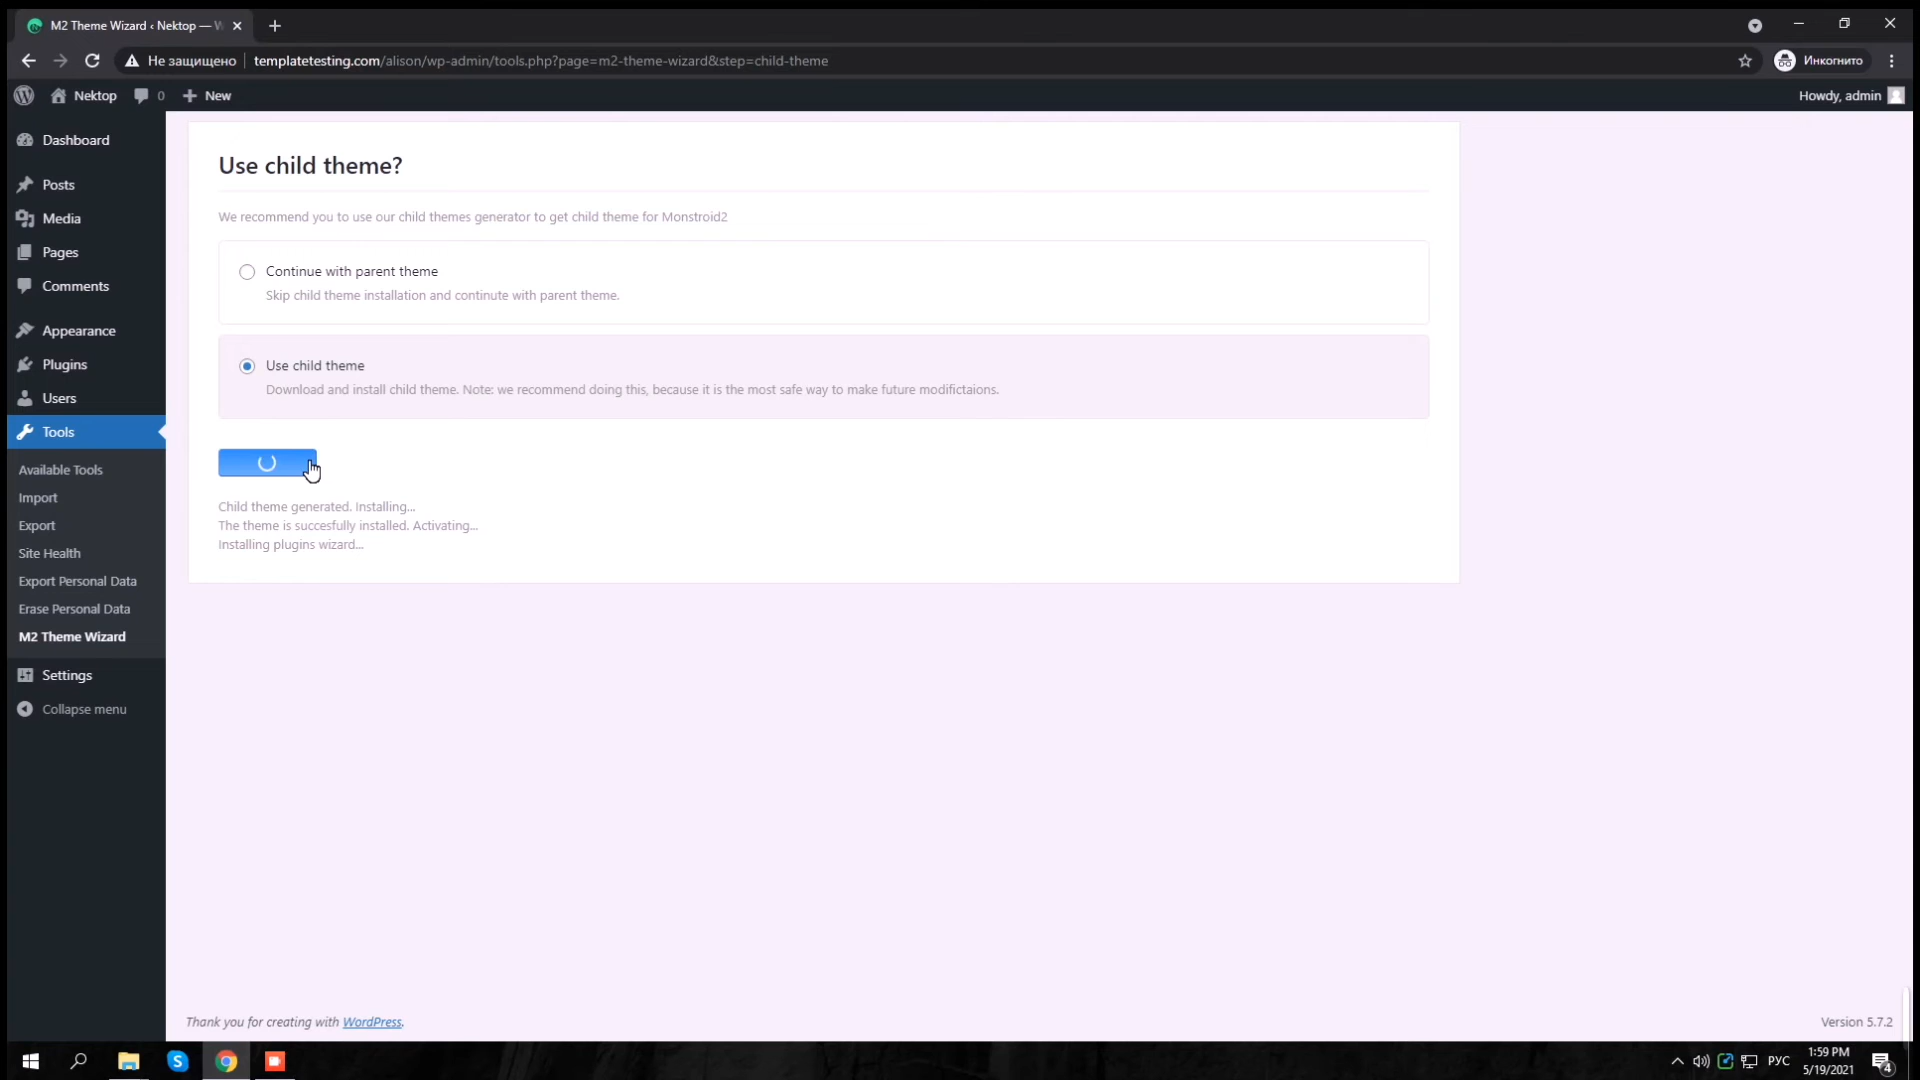 M2 Theme Wizard ‹ Nektop — W
Не защищено
templatetesting.com/alison/wp-admin/tools.php?page=m2-theme-wizard&step=child-theme
Инкогнито
Nektop
0
New
Howdy, admin
Dashboard
Posts
Media
Pages
Comments
Appearance
Plugins
Users
Tools
Available Tools
Import
Export
Site Health
Export Personal Data
Erase Personal Data
M2 Theme Wizard
Settings
Collapse menu
Use child theme?
We recommend you to use our child themes generator to get child theme for Monstroid2
Continue with parent theme
Skip child theme installation and continute with parent theme.
Use child theme
Download and install child theme. Note: we recommend doing this, because it is the most safe way to make future modifictaions.
Child theme generated. Installing...
The theme is succesfully installed. Activating...
Installing plugins wizard...
Thank you for creating with WordPress.
Version 5.7.2
РУС
1:59 PM
5/19/2021
4